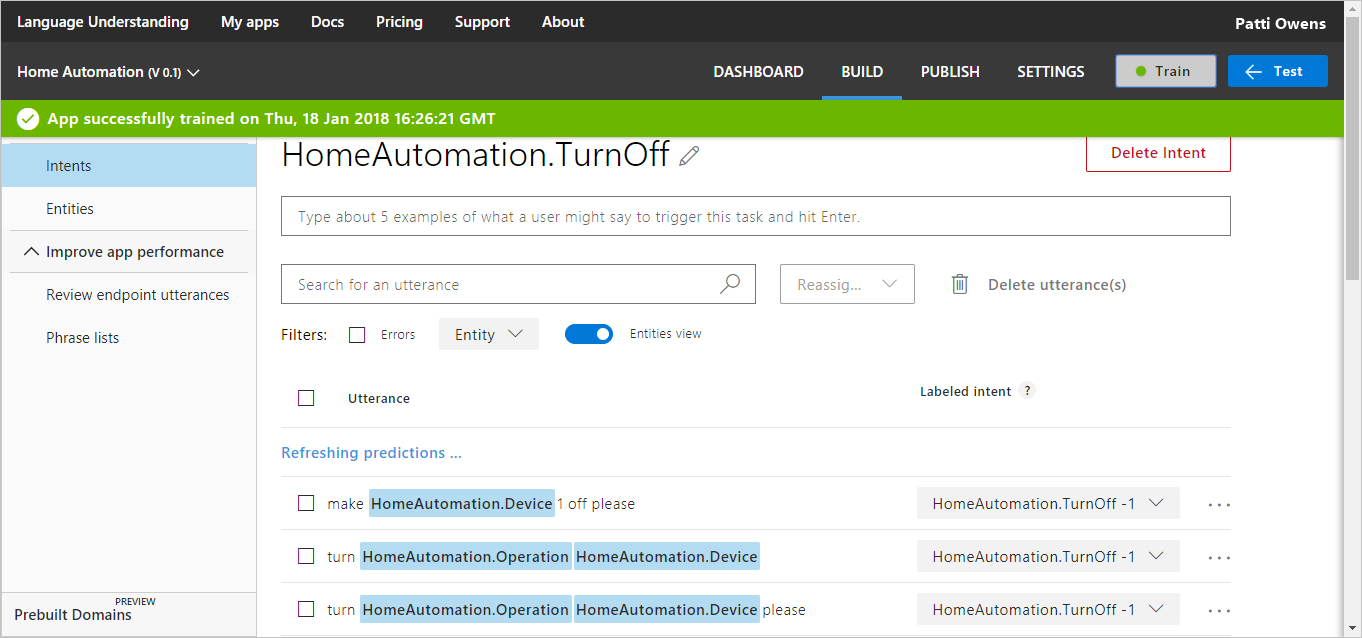 Language Understanding My apps Docs Pricing Support About Patti Owens
Home Automation (V 0.1) DASHBOARD BUILD PUBLISH SETTINGS Train Test
App successfully trained on Thu, 18 Jan 2018 16:26:21 GMT
Intents
Entities
Improve app performance
Review endpoint utterances
Phrase lists
PREVIEW
Prebuilt Domains
HomeAutomation.TurnOff Delete Intent
Type about 5 examples of what a user might say to trigger this task and hit Enter.
Search for an utterance Reassig... Delete utterance(s)
Filters: Errors Entity Entities view
Utterance Labeled intent ?
Refreshing predictions ...
make HomeAutomation.Device 1 off please HomeAutomation.TurnOff -1 ...
turn HomeAutomation.Operation HomeAutomation.Device HomeAutomation.TurnOff -1 ...
turn HomeAutomation.Operation HomeAutomation.Device please HomeAutomation.TurnOff -1 ...